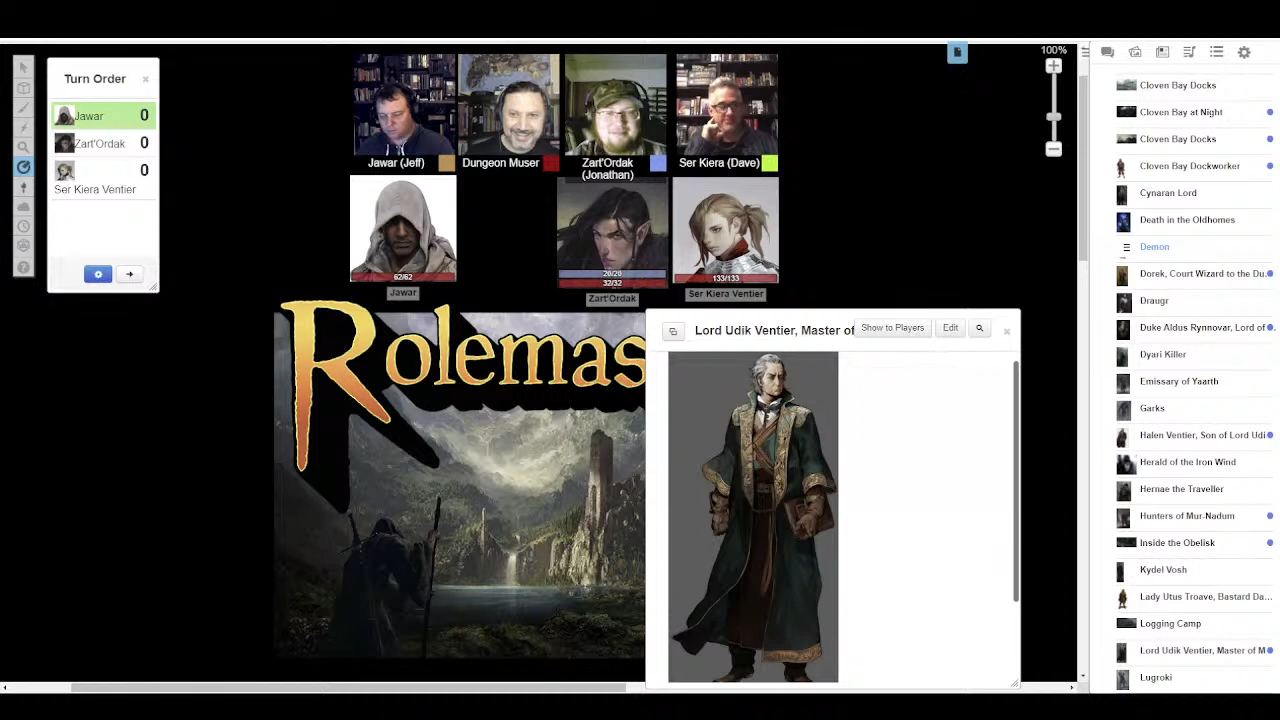 100%
Turn Order
Jawar 0
Zart'Ordak 0
0
Ser Kiera Ventier
Jawar (Jeff)
Dungeon Muser
Zart'Ordak
(Jonathan)
Ser Kiera (Dave)
62/62
20/20
32/32
133/133
Jawar
Zart'Ordak
Ser Kiera Ventier
Rolemas
Lord Udik Ventier, Master of
Show to Players
Edit
Cloven Bay Docks
Cloven Bay at Night
Cloven Bay Docks
Cloven Bay Dockworker
Cynaran Lord
Death in the Oldhomes
Demon
Dorek, Court Wizard to the Du...
Draugr
Duke Aldus Rynnovar, Lord of
Dyari Killer
Emissary of Yaarth
Garks
Halen Ventier, Son of Lord Udi
Herald of the Iron Wind
Hernae the Traveller
Hunters of Mur-Nadum
Inside the Obelisk
Kydel Vosh
Lady Utus Troave, Bastard Da...
Logging Camp
Lord Udik Ventier, Master of M
Lugroki